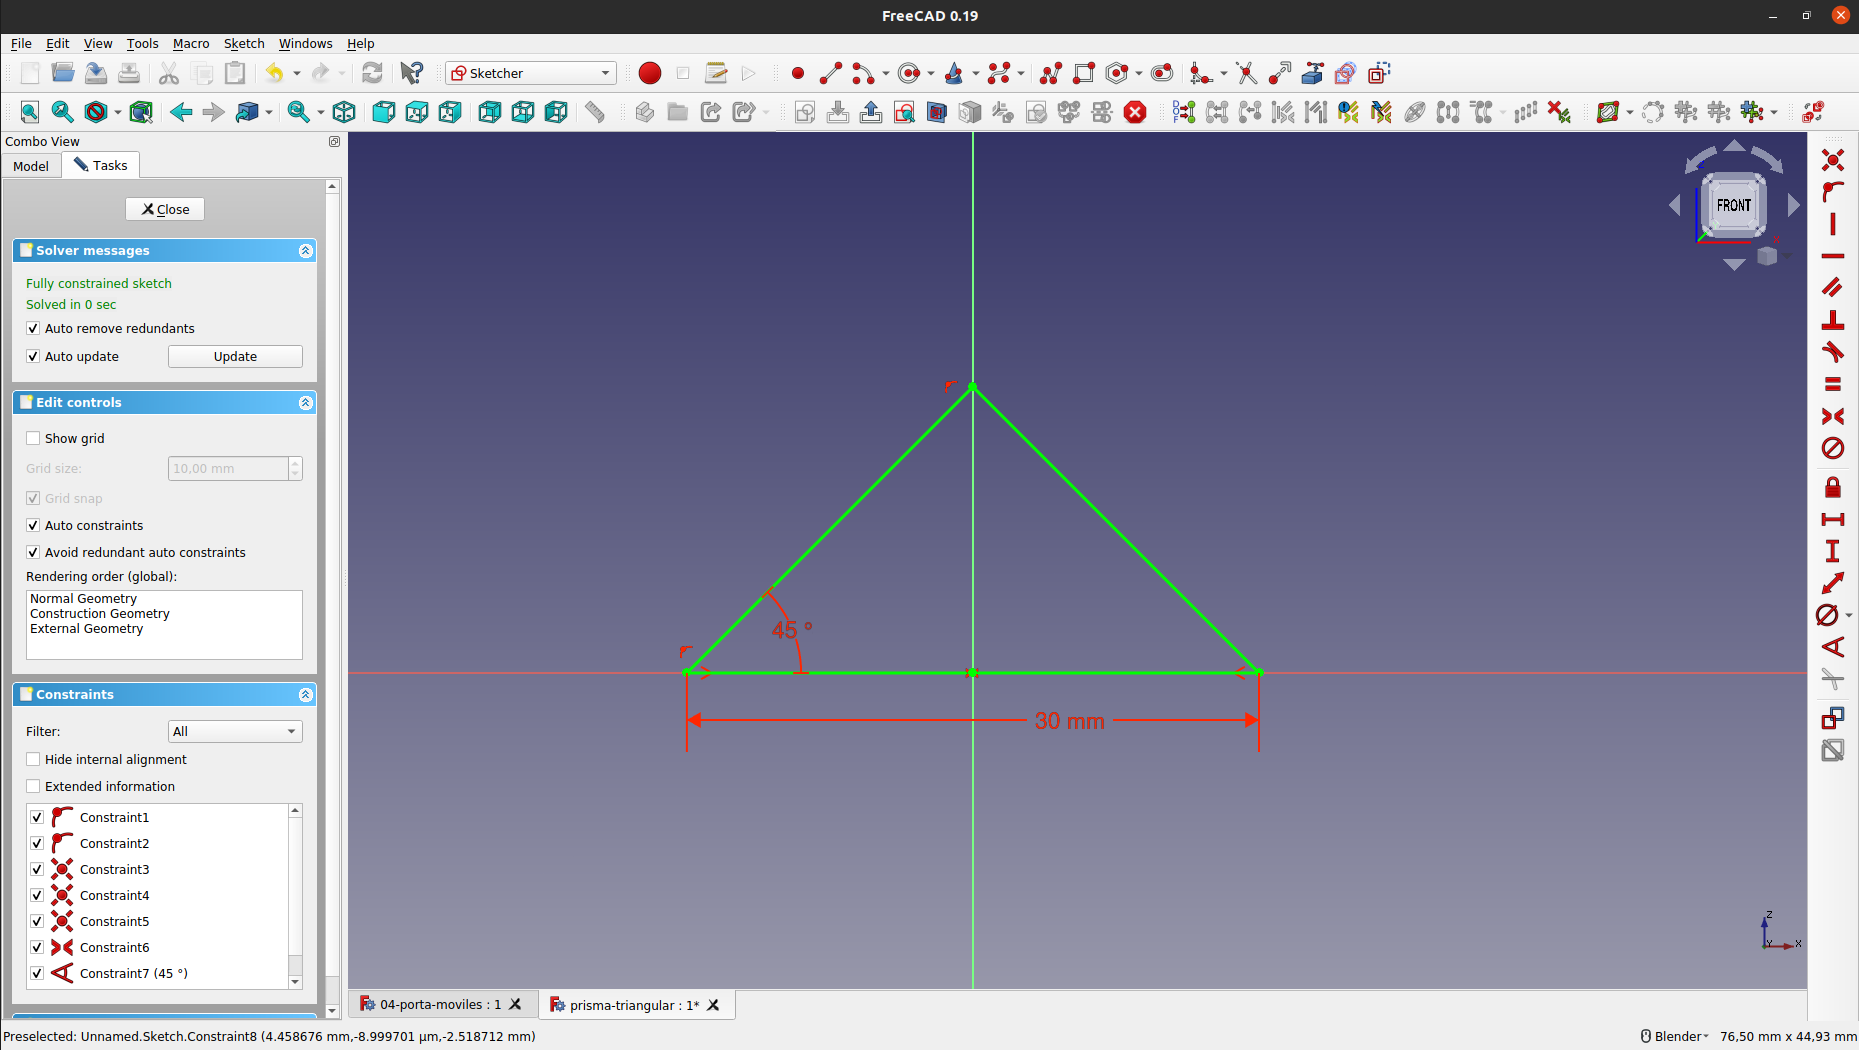 FreeCAD 0.19
File Edit View Tools Macro Sketch Windows Help
Sketcher
Combo View
Model Tasks
Close
Solver messages
Fully constrained sketch
Solved in 0 sec
Auto remove redundants
Auto update Update
Edit controls
Show grid
Grid size: 10,00 mm
Grid snap
Auto constraints
Avoid redundant auto constraints
Rendering order (global):
Normal Geometry
Construction Geometry
External Geometry
Constraints
Filter: All
Hide internal alignment
Extended information
Constraint1
Constraint2
Constraint3
Constraint4
Constraint5
Constraint6
Constraint7 (45 °)
FRONT
45 °
30 mm
Z
Y X
04-porta-moviles : 1 prisma-triangular : 1*
Preselected: Unnamed.Sketch.Constraint8 (4.458676 mm,-8.999701 µm,-2.518712 mm) Blender 76,50 mm x 44,93 mm